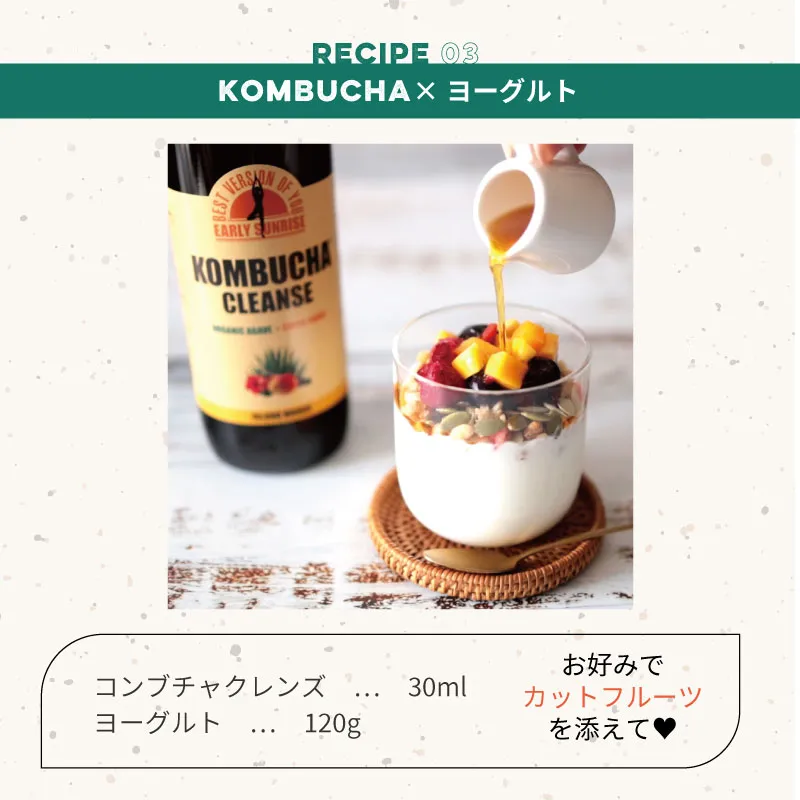 RECIPE 03
KOMBUCHA× ヨーグルト
BEST VERSION OF YOU
EARLY SUNRISE
KOMBUCHA
CLEANSE
ORGANIC AGAVE
コンブチャクレンズ … 30ml
ヨーグルト … 120g
お好みで
カットフルーツ
を添えて♥